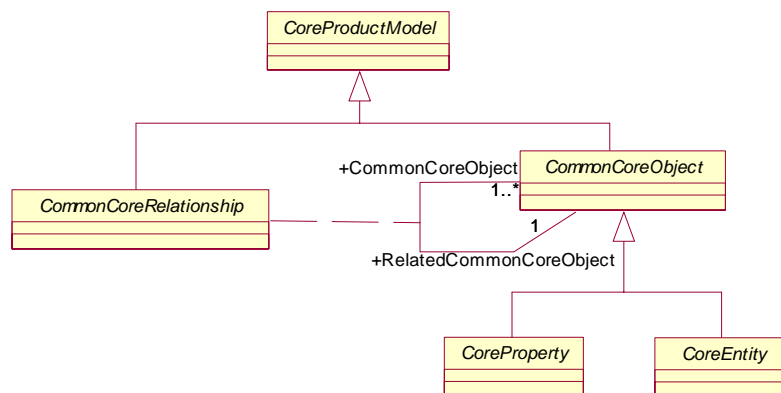 CoreProductModel
+CommonCoreObject
CommonCoreObject
1..*
CommonCoreRelationship
1
+RelatedCommonCoreObject
CoreProperty
CoreEntity